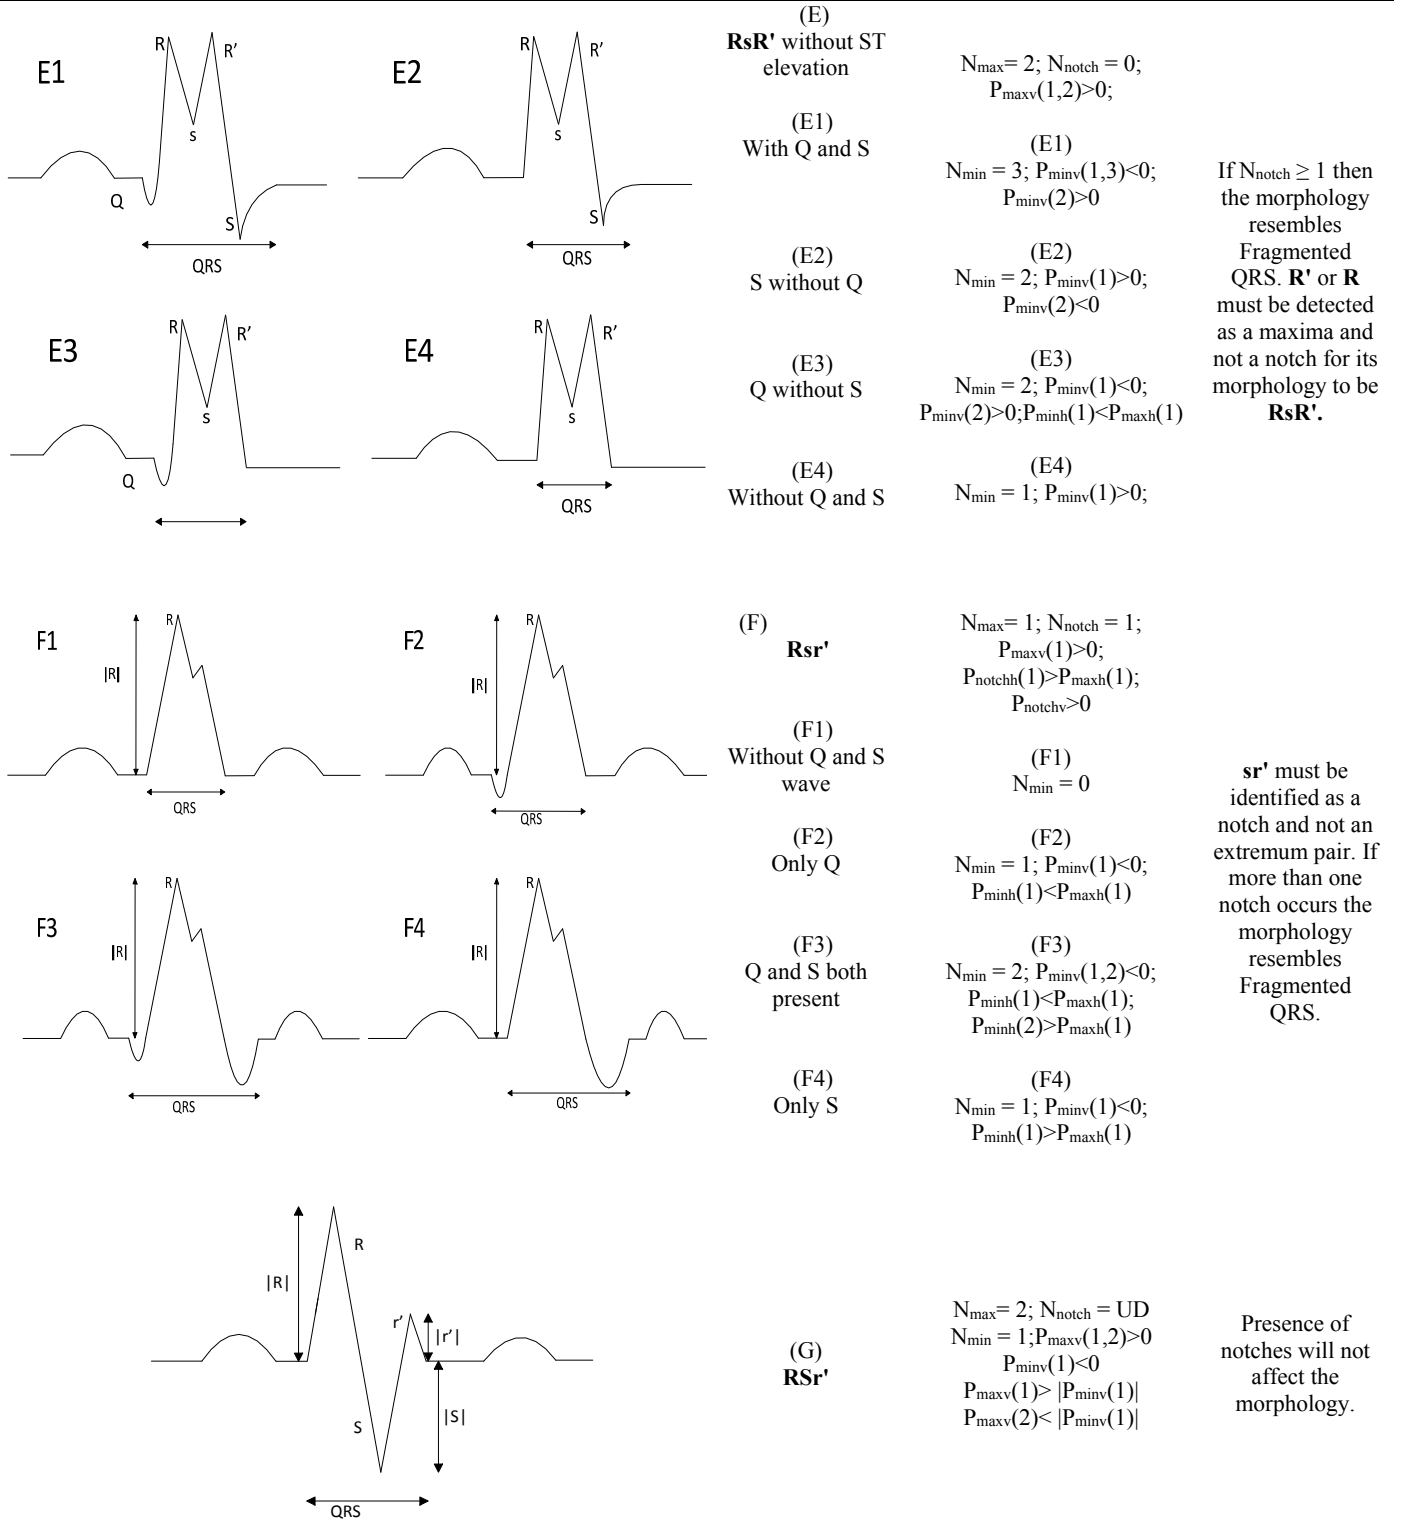 E1
R
R’
s
Q
S
QRS
E2
R
R’
s
S
QRS
E3
R
R’
s
Q
E4
R
R’
s
QRS
(E)
RsR' without ST
elevation
(E1)
With Q and S
(E2)
S without Q
(E3)
Q without S
(E4)
Without Q and S
Nmax= 2; Nnotch = 0;
Pmaxv(1,2)>0;
(E1)
Nmin = 3; Pminv(1,3)<0;
Pminv(2)>0
(E2)
Nmin = 2; Pminv(1)>0;
Pminv(2)<0
(E3)
Nmin = 2; Pminv(1)<0;
Pminv(2)>0;Pminh(1)<Pmaxh(1)
(E4)
Nmin = 1; Pminv(1)>0;
If Nnotch ≥ 1 then
the morphology
resembles
Fragmented
QRS. R' or R
must be detected
as a maxima and
not a notch for its
morphology to be
RsR'.
F1
R
|R|
QRS
F2
R
|R|
QRS
F3
R
|R|
QRS
F4
R
|R|
QRS
(F)
Rsr'
(F1)
Without Q and S
wave
(F2)
Only Q
(F3)
Q and S both
present
(F4)
Only S
Nmax= 1; Nnotch = 1;
Pmaxv(1)>0;
Pnotchh(1)>Pmaxh(1);
Pnotchv>0
(F1)
Nmin = 0
(F2)
Nmin = 1; Pminv(1)<0;
Pminh(1)<Pmaxh(1)
(F3)
Nmin = 2; Pminv(1,2)<0;
Pminh(1)<Pmaxh(1);
Pminh(2)>Pmaxh(1)
(F4)
Nmin = 1; Pminv(1)<0;
Pminh(1)>Pmaxh(1)
sr' must be
identified as a
notch and not an
extremum pair. If
more than one
notch occurs the
morphology
resembles
Fragmented
QRS.
R
|R|
r’
|r’|
S
|S|
QRS
(G)
RSr'
Nmax= 2; Nnotch = UD
Nmin = 1;Pmaxv(1,2)>0
Pminv(1)<0
Pmaxv(1)> |Pminv(1)|
Pmaxv(2)< |Pminv(1)|
Presence of
notches will not
affect the
morphology.